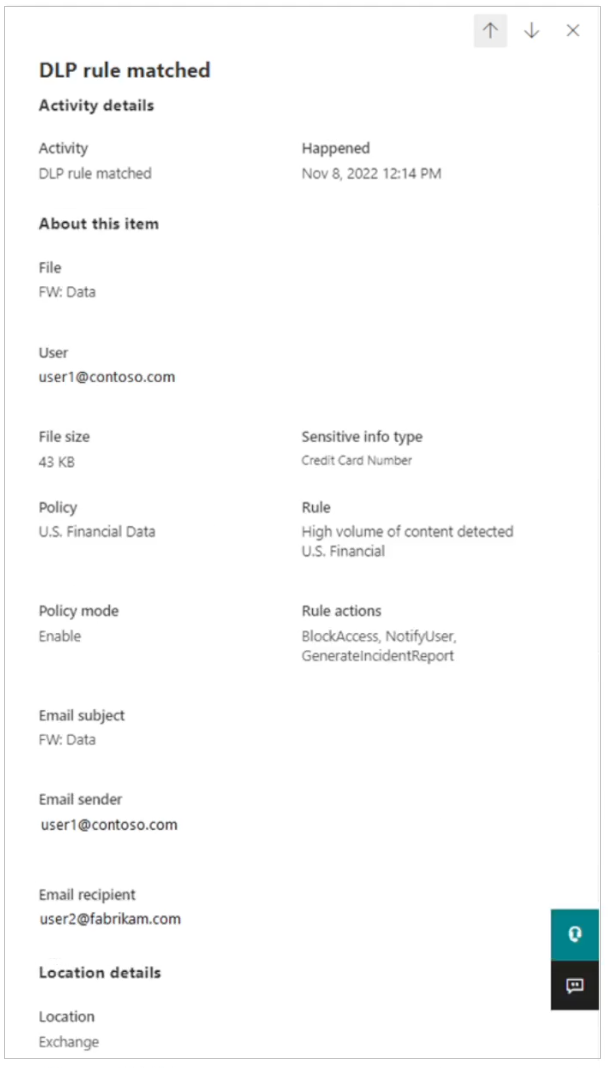 DLP rule matched
Activity details
Activity
Happened
DLP rule matched
Nov 8, 2022 12:14 PM
About this item
File
FW: Data
User
user1@contoso.com
File size
Sensitive info type
43 KB
Credit Card Number
Policy
Rule
U.S. Financial Data
High volume of content detected
U.S. Financial
Policy mode
Rule actions
Enable
BlockAccess, NotifyUser,
GenerateIncidentReport
Email subject
FW: Data
Email sender
user1@contoso.com
Email recipient
user2@fabrikam.com
Location details
Location
Exchange